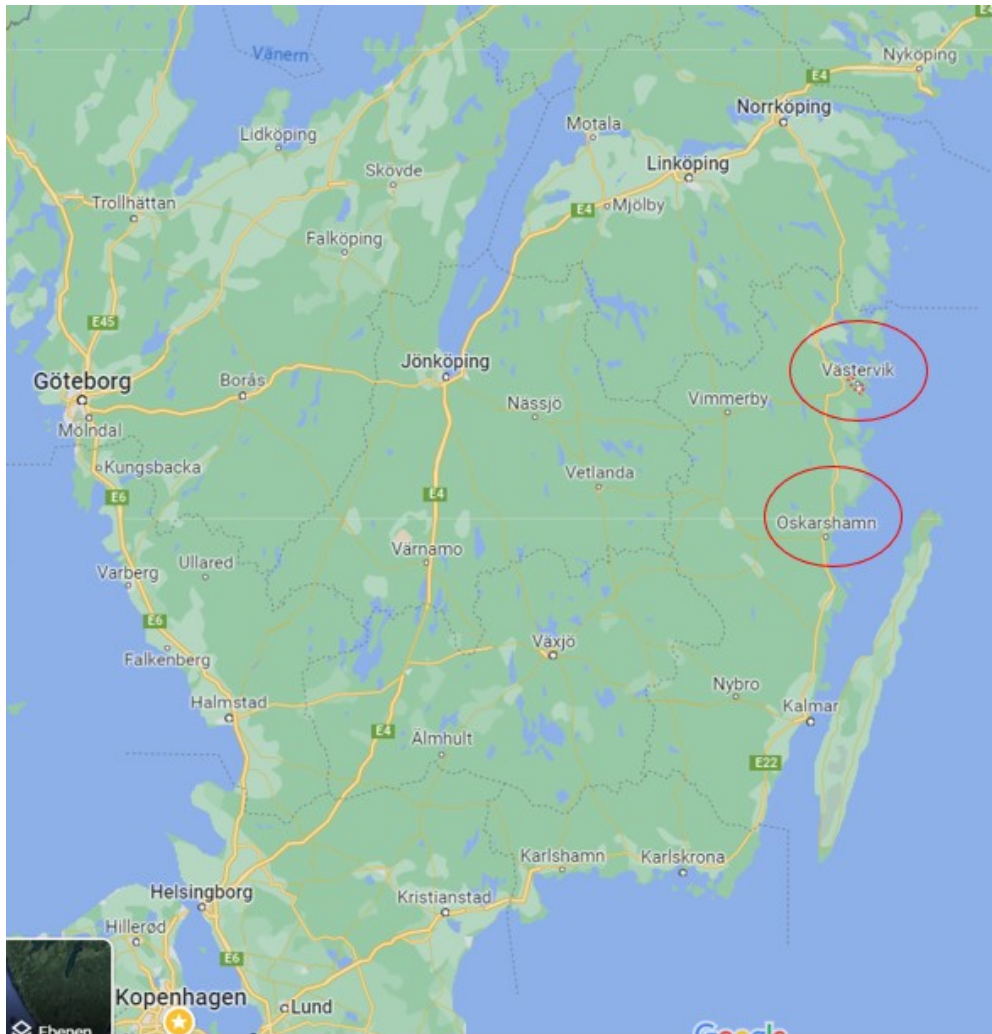 Vänern
Nyköping
E4
E4
Norrköping
Motala
Lidköping
Linköping
Skövde
Trollhättan
E4
Mjölby
Falköping
E45
Jönköping
Västervik
Göteborg
Borås
Nässjö
Vimmerby
Mölndal
Kungsbacka
Vetlanda
E6
E4
Oskarshamn
Värnamo
Ullared
Varberg
E6
Växjö
Falkenberg
Nybro
Halmstad
Kalmar
E4
Älmhult
E22
Karlshamn
Karlskrona
Helsingborg
Kristianstad
Hillerød
E6
Kopenhagen
Lund
Ebenen
Google